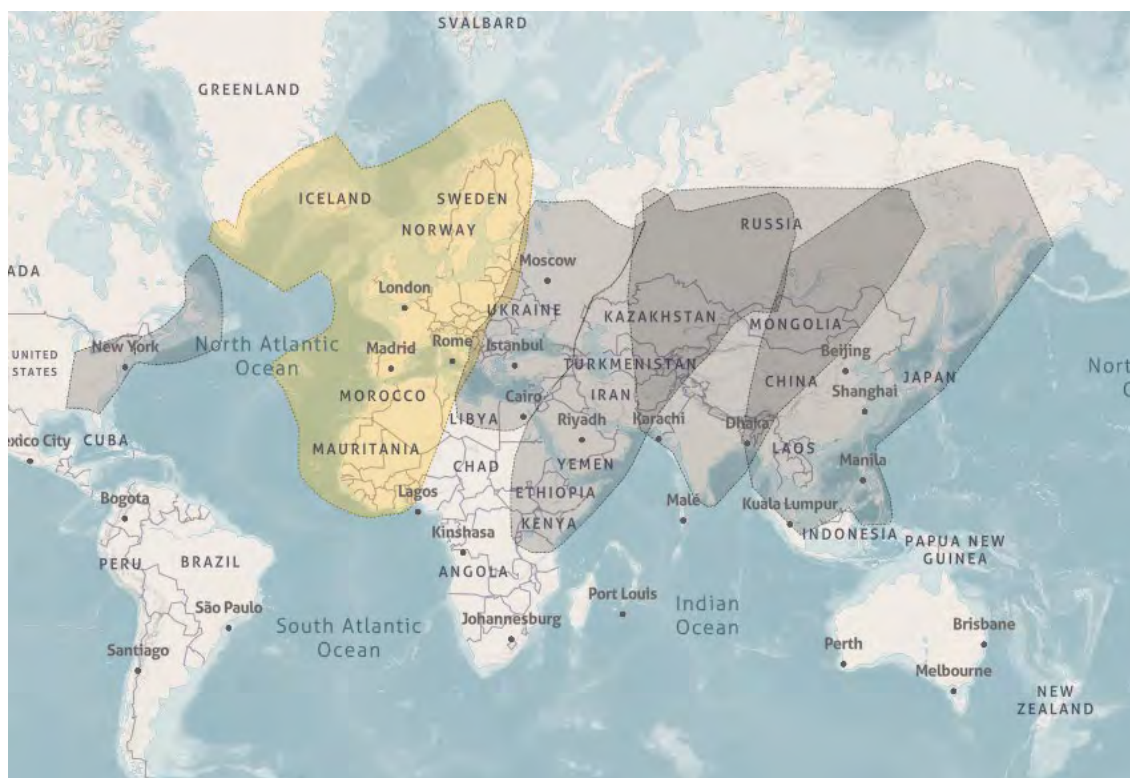 SVALBARD
GREENLAND
ICELAND
SWEDEN
NORWAY
RUSSIA
Moscow
ADA
London
UKRAINE
KAZAKHSTAN
MONGOLIA
New York
North Atlantic
Ocean
Madrid
Rome
Istanbul
TURKMENISTAN
Beijing
UNITED
STATES
IRAN
CHINA
JAPAN
Shanghai
MOROCCO
Cairo
LIBYA
Riyadh
Karachi
Dhaka
exico City
CUBA
MAURITANIA
CHAD
YEMEN
LAOS
Manila
Bogota
Lagos
ETHIOPIA
Malé
Kuala Lumpur
KENYA
Kinshasa
INDONESIA
PAPUA NEW
GUINEA
PERU
BRAZIL
ANGOLA
São Paulo
South Atlantic
Ocean
Port Louis
Indian
Ocean
Johannesburg
Santiago
Perth
Brisbane
Melbourne
NEW
ZEALAND
Nort